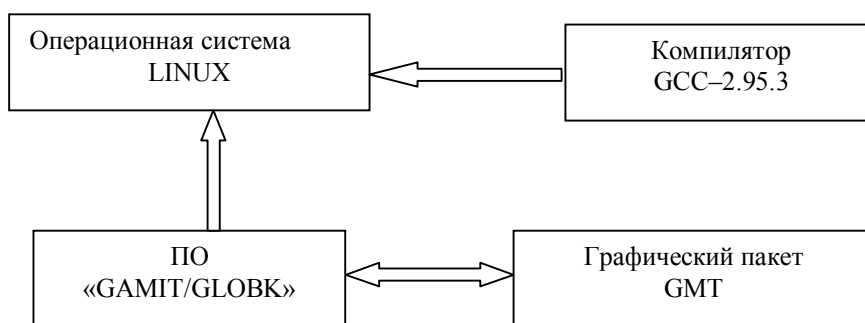 Операционная система
LINUX
Компилятор
GCC–2.95.3
ПО
«GAMIT/GLOBK»
Графический пакет
GMT